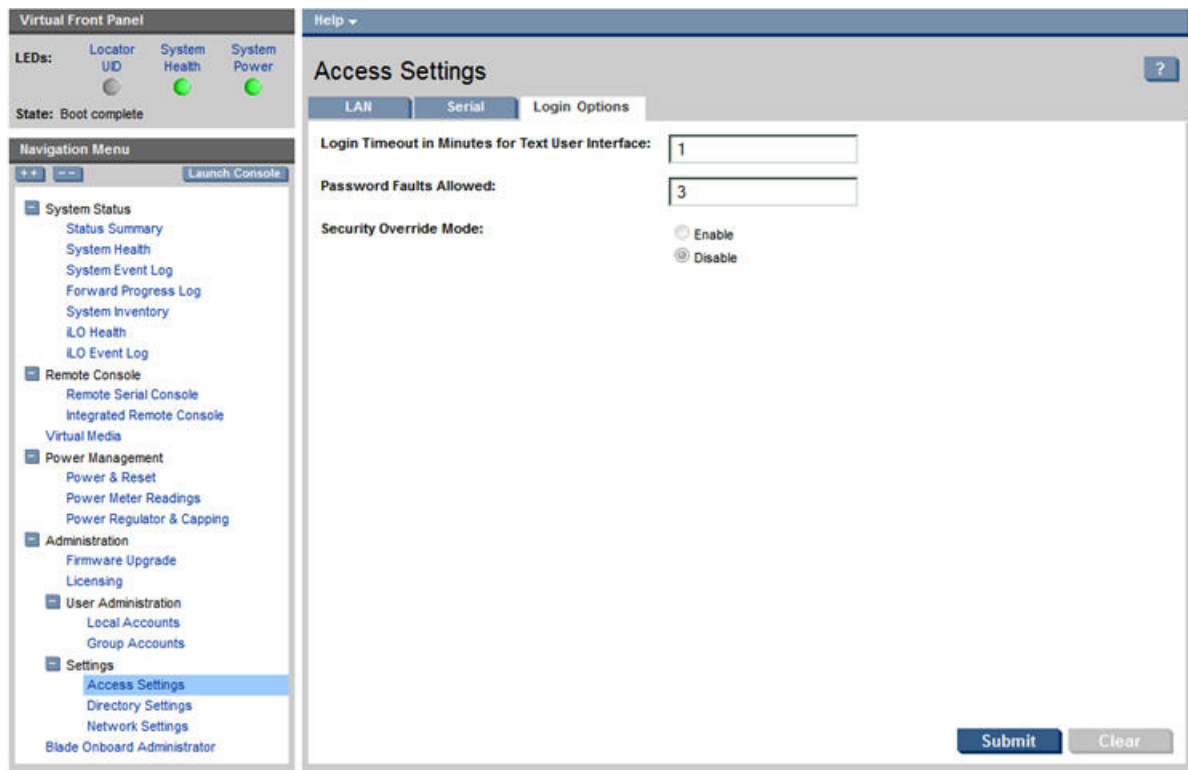 Virtual Front Panel
LEDs: Locator UID System Health System Power
State: Boot complete
Navigation Menu
++ -- Launch Console
System Status
Status Summary
System Health
System Event Log
Forward Progress Log
System Inventory
iLO Health
iLO Event Log
Remote Console
Remote Serial Console
Integrated Remote Console
Virtual Media
Power Management
Power & Reset
Power Meter Readings
Power Regulator & Capping
Administration
Firmware Upgrade
Licensing
User Administration
Local Accounts
Group Accounts
Settings
Access Settings
Directory Settings
Network Settings
Blade Onboard Administrator
Help
Access Settings
?
LAN Serial Login Options
Login Timeout in Minutes for Text User Interface: 1
Password Faults Allowed: 3
Security Override Mode: Enable
Disable
Submit Clear